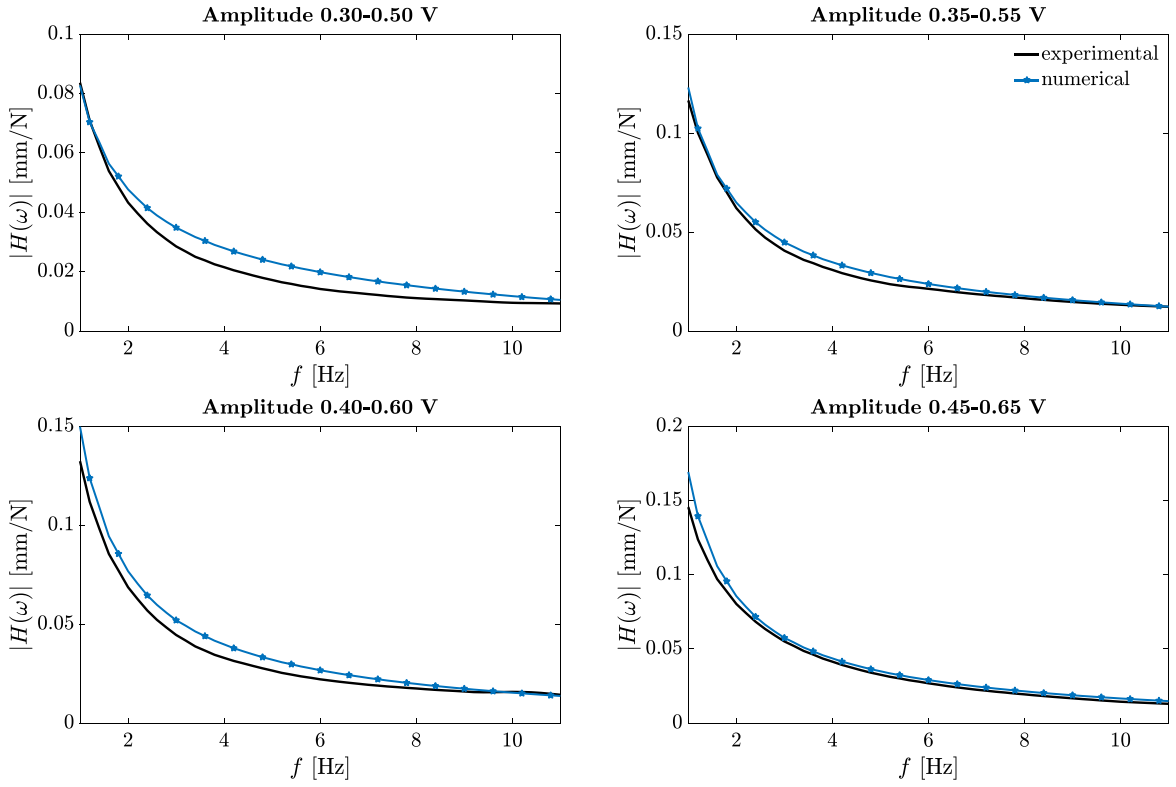 Amplitude 0.30-0.50 V
0.1
0.08
0.06
0.04
0.02
0
|H(ω)| [mm/N]
2 4 6 8 10
f [Hz]
Amplitude 0.35-0.55 V
0.15
0.1
0.05
0
|H(ω)| [mm/N]
experimental
numerical
2 4 6 8 10
f [Hz]
Amplitude 0.40-0.60 V
0.15
0.1
0.05
0
|H(ω)| [mm/N]
2 4 6 8 10
f [Hz]
Amplitude 0.45-0.65 V
0.2
0.15
0.1
0.05
0
|H(ω)| [mm/N]
2 4 6 8 10
f [Hz]